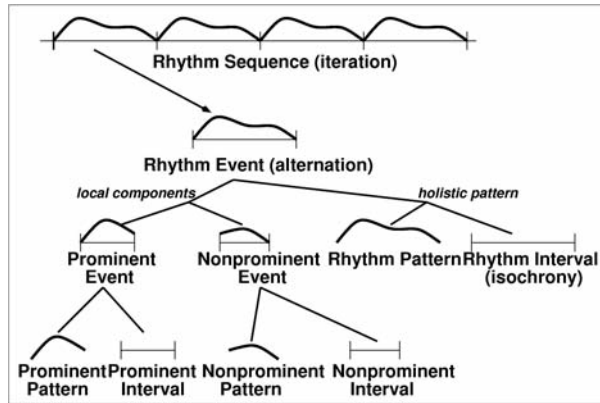 Rhythm Sequence (iteration)
Rhythm Event (alternation)
local components
holistic pattern
Prominent
Event
Nonprominent
Event
Rhythm Pattern
Rhythm Interval
(isochrony)
Prominent
Pattern
Prominent
Interval
Nonprominent
Pattern
Nonprominent
Interval